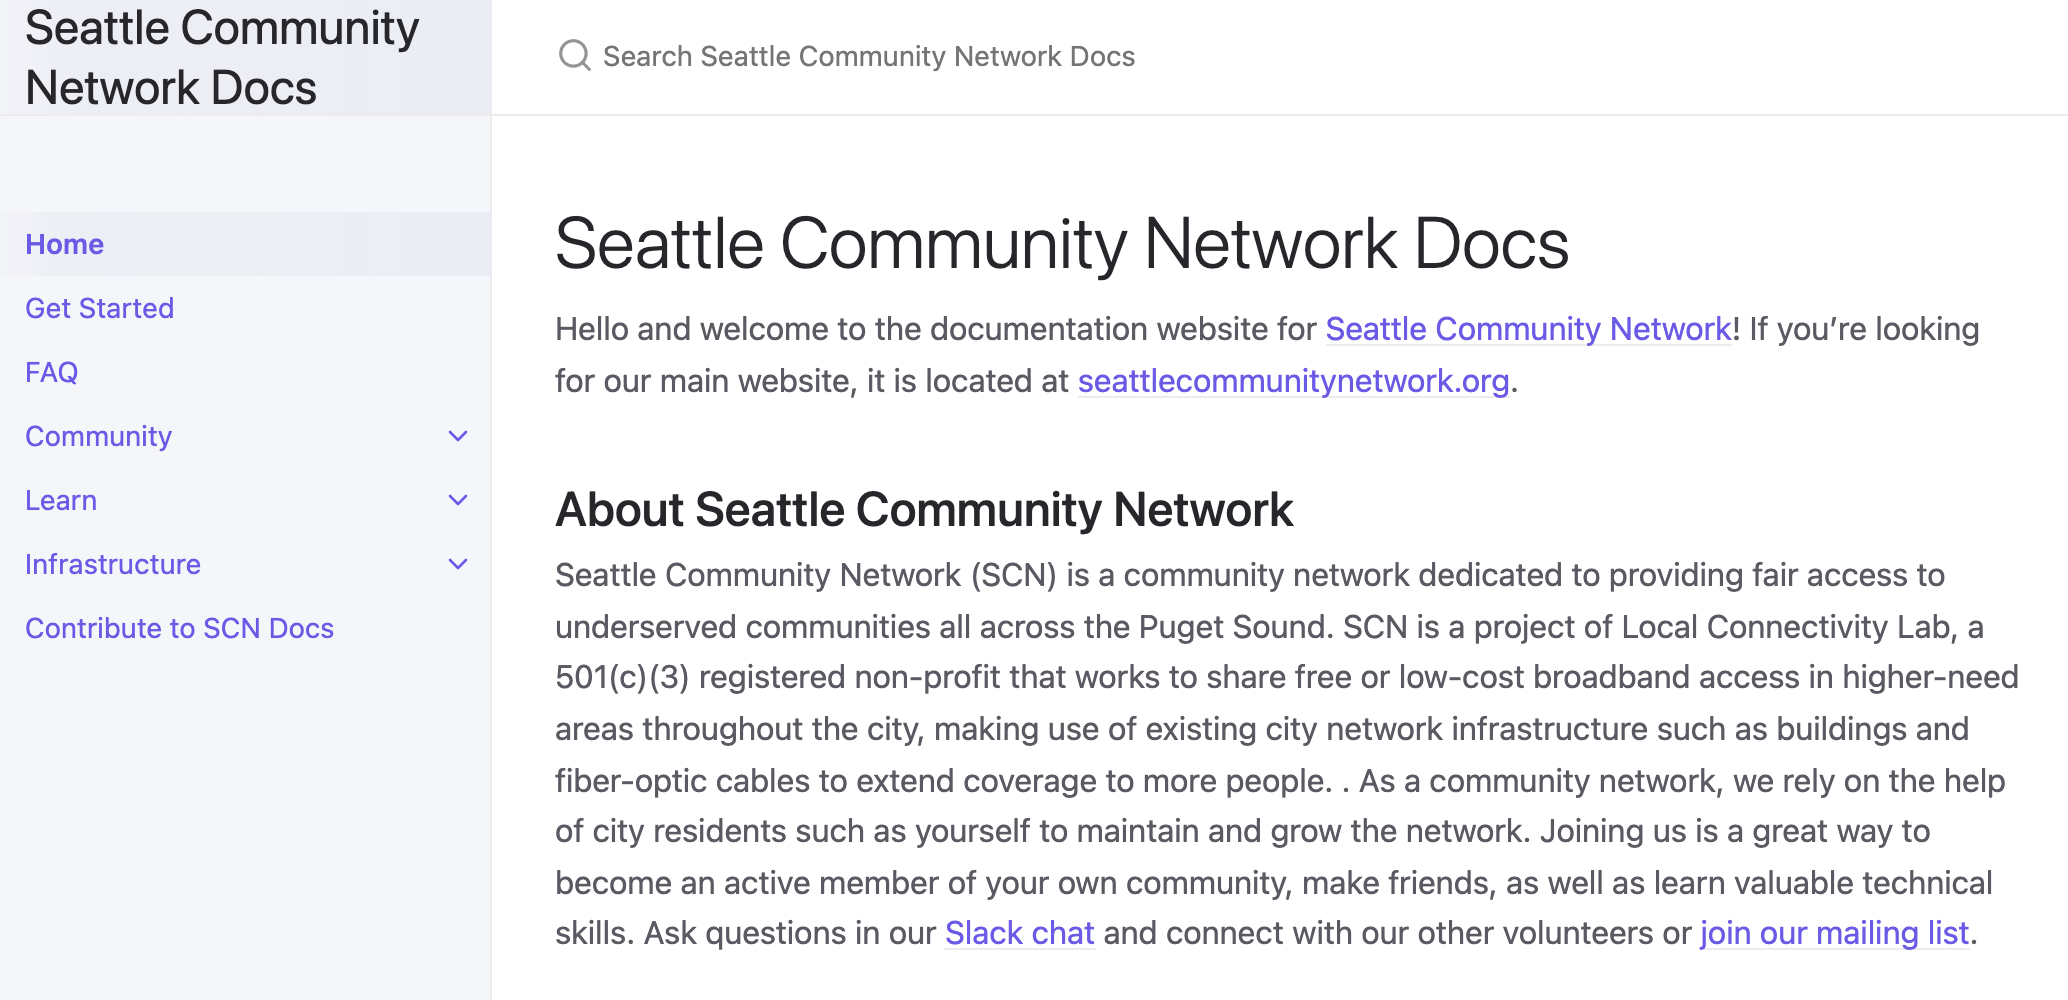 Seattle Community
Network Docs
Search Seattle Community Network Docs
Home
Get Started
FAQ
Community
Learn
Infrastructure
Contribute to SCN Docs
Seattle Community Network Docs
Hello and welcome to the documentation website for Seattle Community Network! If you’re looking
for our main website, it is located at seattlecommunitynetwork.org.
About Seattle Community Network
Seattle Community Network (SCN) is a community network dedicated to providing fair access to
underserved communities all across the Puget Sound. SCN is a project of Local Connectivity Lab, a
501(c)(3) registered non-profit that works to share free or low-cost broadband access in higher-need
areas throughout the city, making use of existing city network infrastructure such as buildings and
fiber-optic cables to extend coverage to more people. . As a community network, we rely on the help
of city residents such as yourself to maintain and grow the network. Joining us is a great way to
become an active member of your own community, make friends, as well as learn valuable technical
skills. Ask questions in our Slack chat and connect with our other volunteers or join our mailing list.